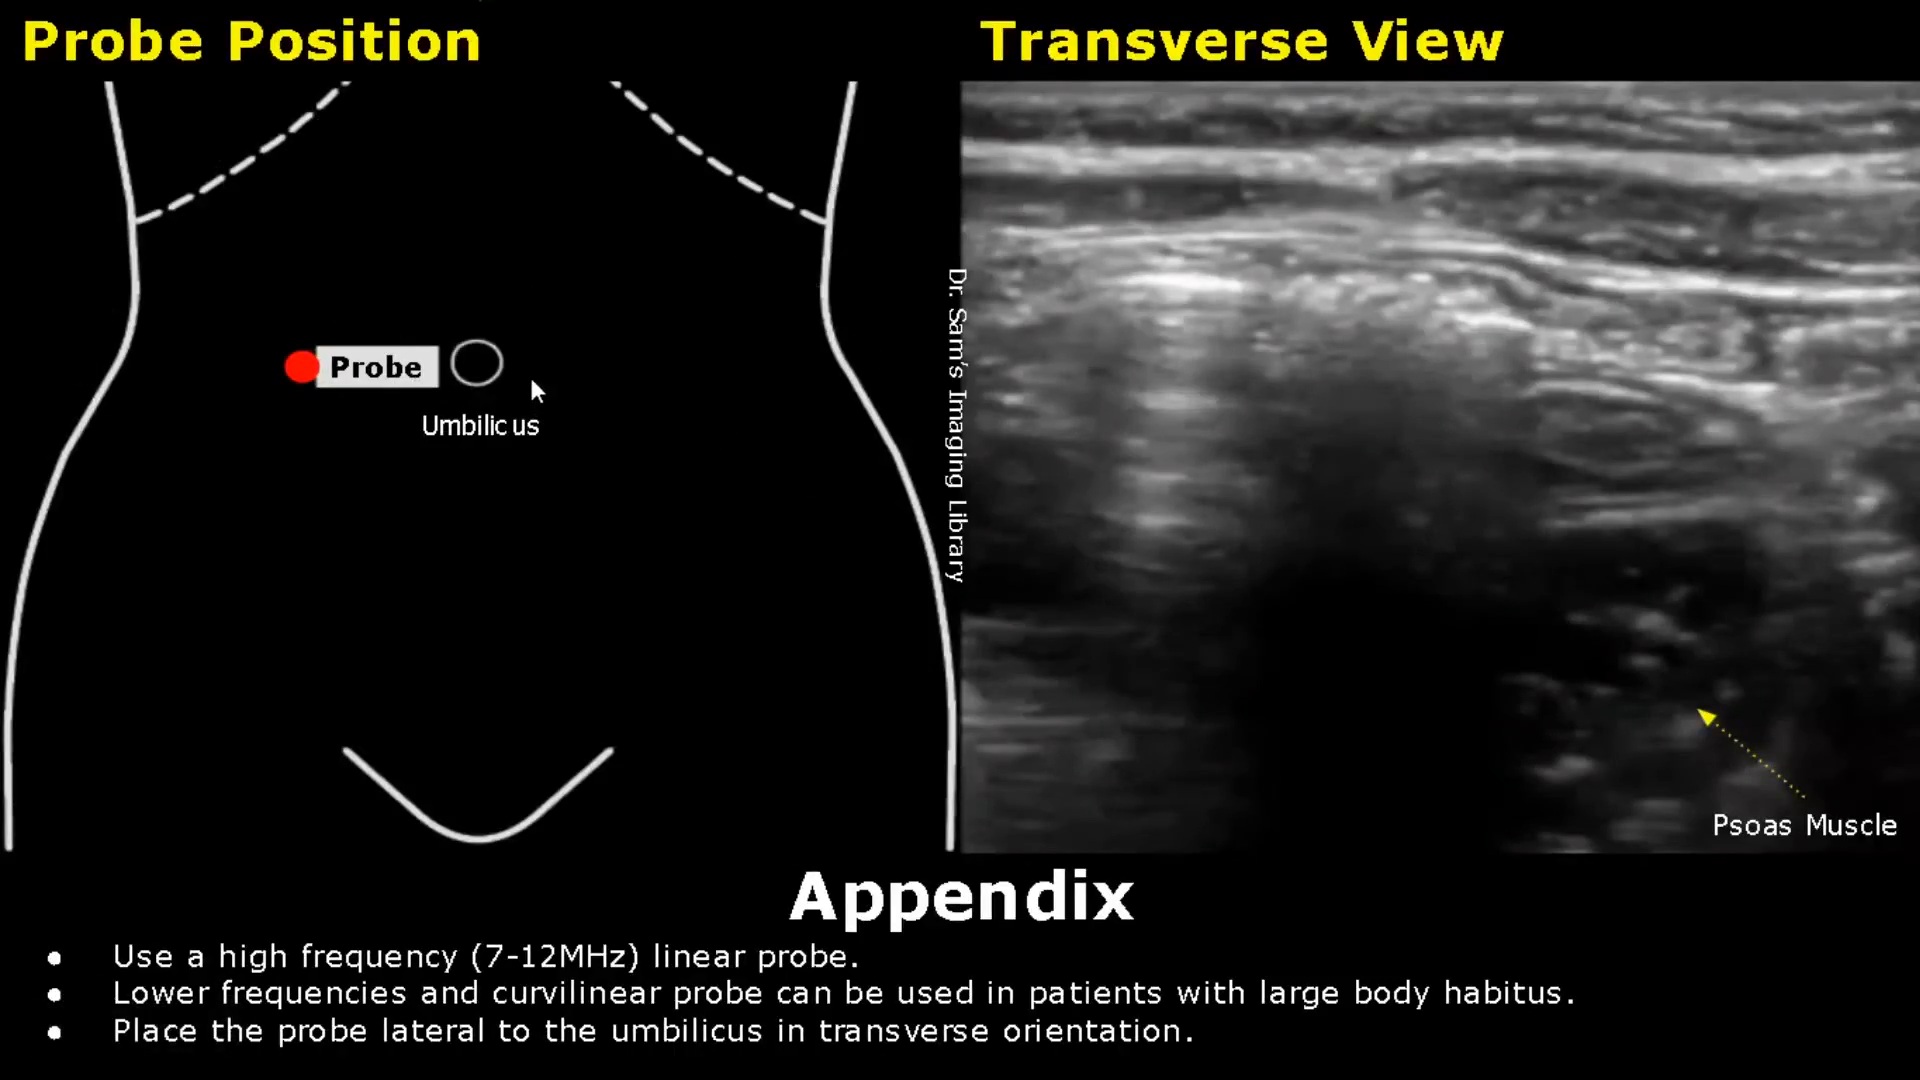 Probe Position
Transverse View
Probe
Umbilicus
Dr. Sam's Imaging Library
Psoas Muscle
Appendix
• Use a high frequency (7-12MHz) linear probe.
• Lower frequencies and curvilinear probe can be used in patients with large body habitus.
• Place the probe lateral to the umbilicus in transverse orientation.